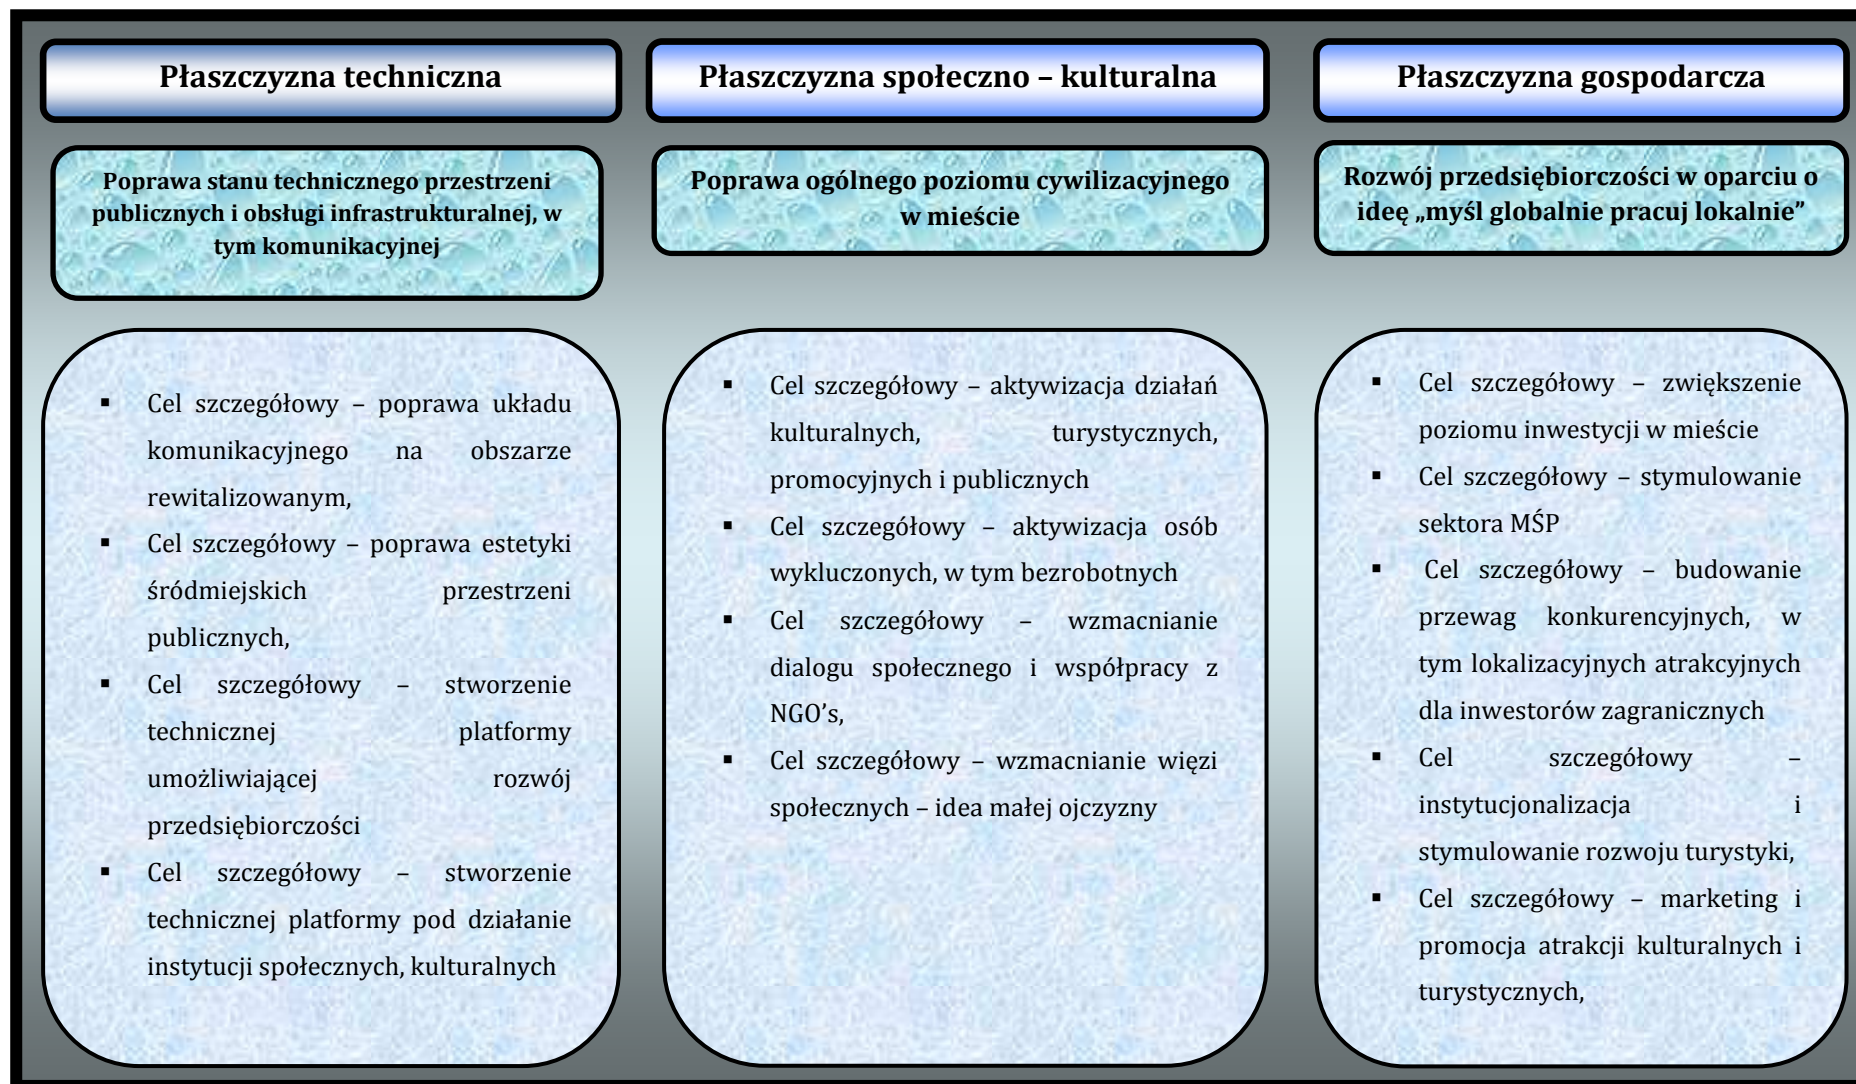 Płaszczyzna techniczna
Poprawa stanu technicznego przestrzeni
publicznych i obsługi infrastrukturalnej, w
tym komunikacyjnej
▪ Cel szczegółowy – poprawa układu
komunikacyjnego na obszarze
rewitalizowanym,
▪ Cel szczegółowy – poprawa estetyki
śródmiejskich przestrzeni
publicznych,
▪ Cel szczegółowy – stworzenie
technicznej platformy
umożliwiającej rozwój
przedsiębiorczości
▪ Cel szczegółowy – stworzenie
technicznej platformy pod działanie
instytucji społecznych, kulturalnych
Płaszczyzna społeczno – kulturalna
Poprawa ogólnego poziomu cywilizacyjnego
w mieście
▪ Cel szczegółowy – aktywizacja działań
kulturalnych, turystycznych,
promocyjnych i publicznych
▪ Cel szczegółowy – aktywizacja osób
wykluczonych, w tym bezrobotnych
▪ Cel szczegółowy – wzmacnianie
dialogu społecznego i współpracy z
NGO’s,
▪ Cel szczegółowy – wzmacnianie więzi
społecznych – idea małej ojczyzny
Płaszczyzna gospodarcza
Rozwój przedsiębiorczości w oparciu o
ideę „myśl globalnie pracuj lokalnie”
▪ Cel szczegółowy – zwiększenie
poziomu inwestycji w mieście
▪ Cel szczegółowy – stymulowanie
sektora MŚP
▪ Cel szczegółowy – budowanie
przewag konkurencyjnych, w
tym lokalizacyjnych atrakcyjnych
dla inwestorów zagranicznych
▪ Cel szczegółowy –
instytucjonalizacja i
stymulowanie rozwoju turystyki,
▪ Cel szczegółowy – marketing i
promocja atrakcji kulturalnych i
turystycznych,